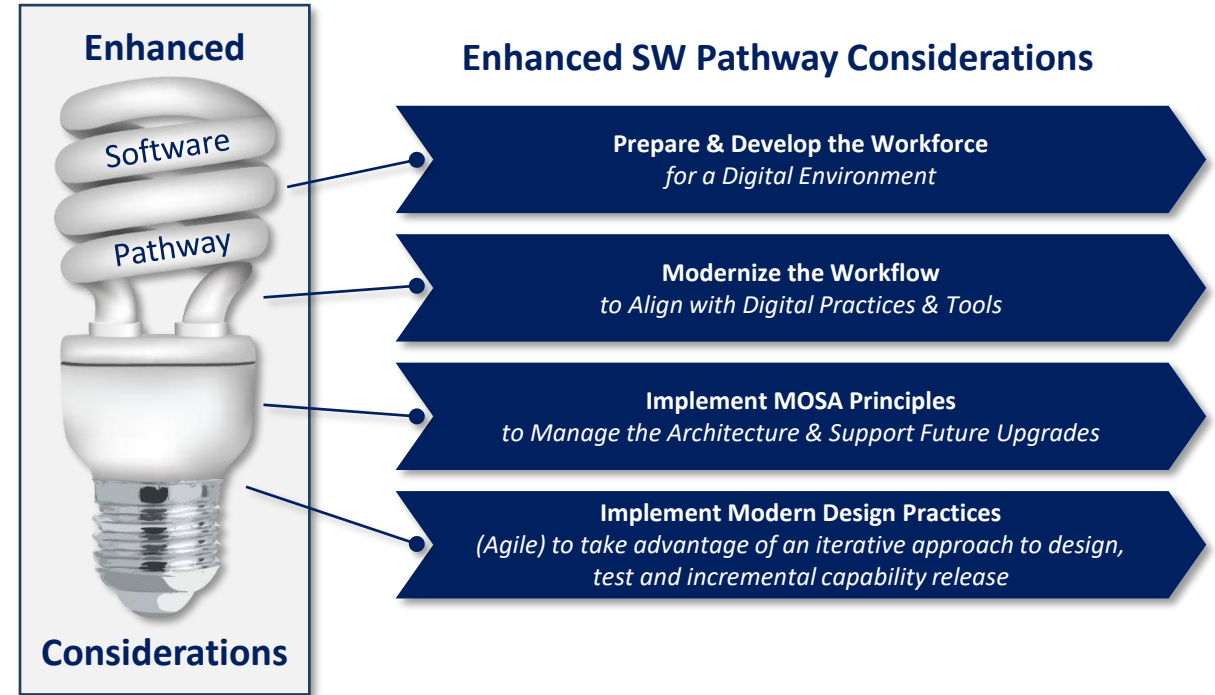 Enhanced
Software
Pathway
Considerations
Enhanced SW Pathway Considerations
Prepare & Develop the Workforce
for a Digital Environment
Modernize the Workflow
to Align with Digital Practices & Tools
Implement MOSA Principles
to Manage the Architecture & Support Future Upgrades
Implement Modern Design Practices
(Agile) to take advantage of an iterative approach to design,
test and incremental capability release